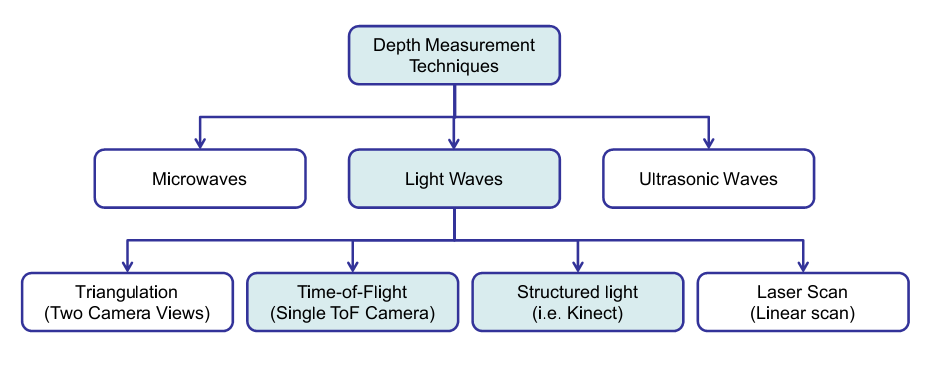 Depth Measurement
Techniques
Microwaves
Light Waves
Ultrasonic Waves
Triangulation
(Two Camera Views)
Time-of-Flight
(Single ToF Camera)
Structured light
(i.e. Kinect)
Laser Scan
(Linear scan)